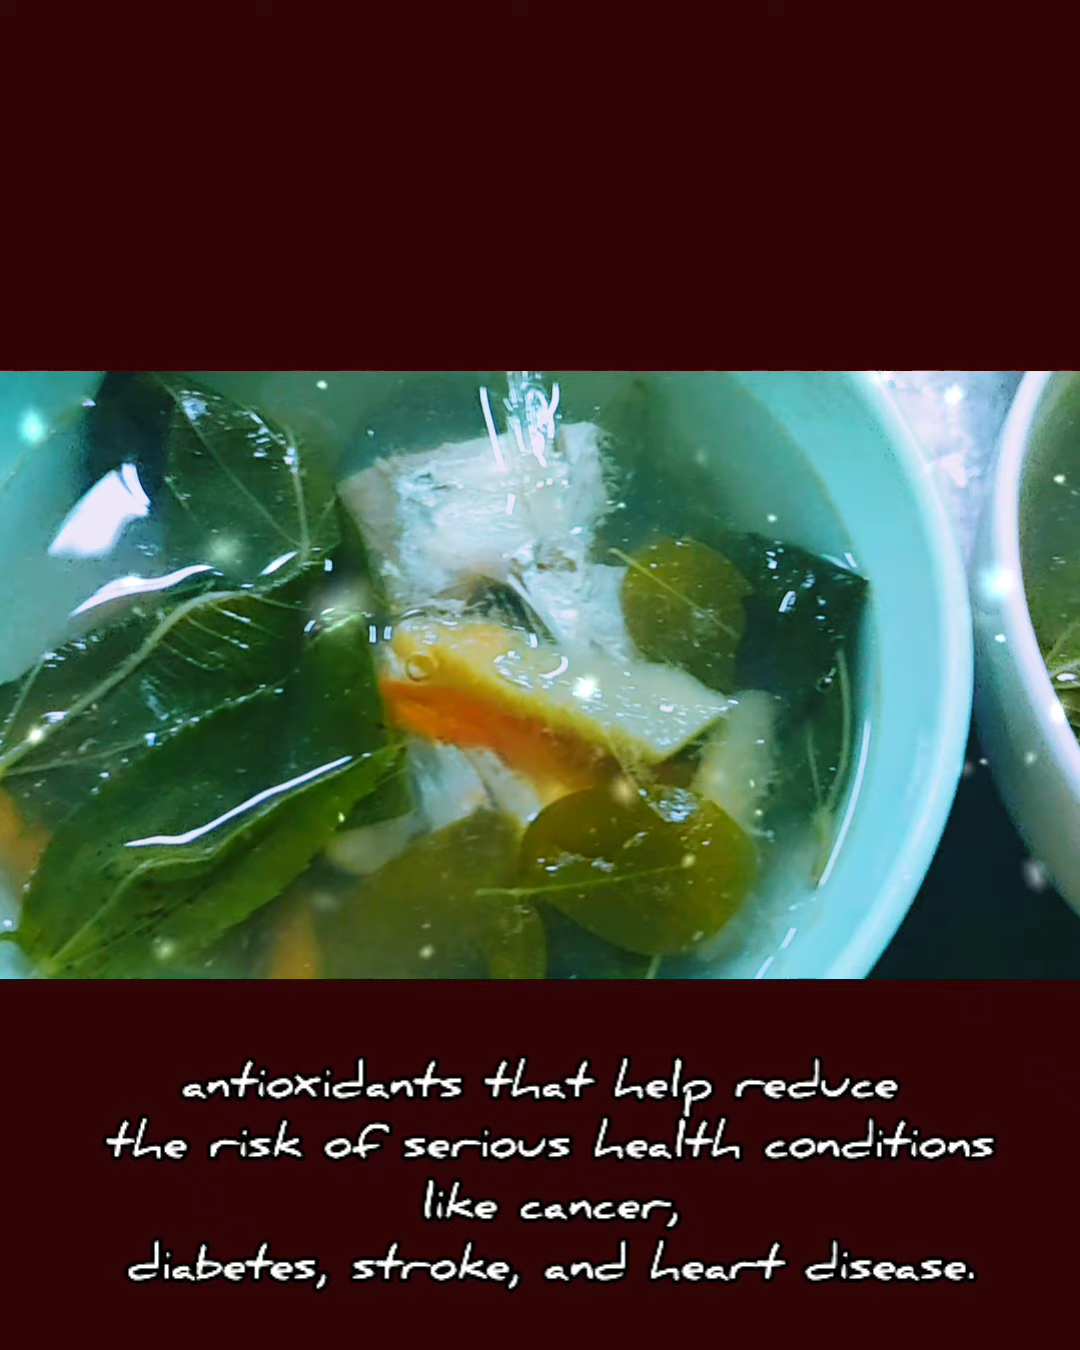 antioxidants that help reduce
the risk of serious health conditions
like cancer,
diabetes, stroke, and heart disease.